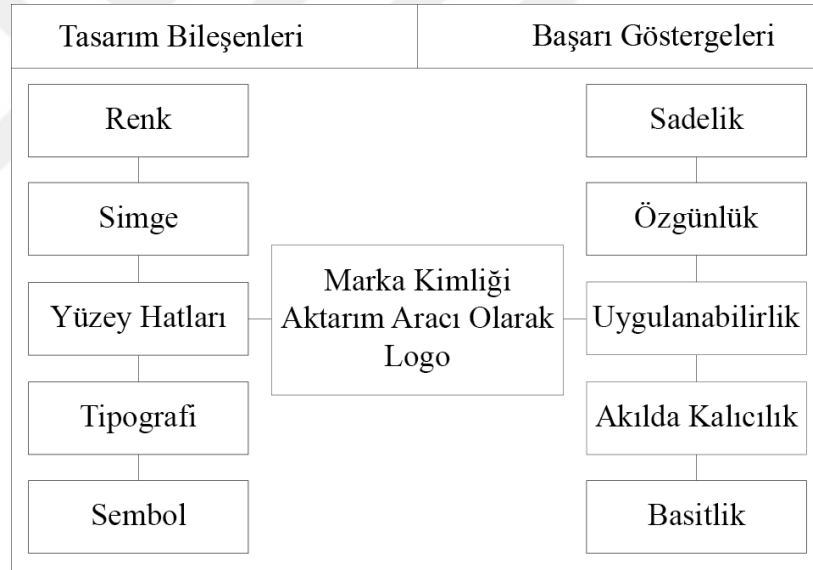 Tasarım Bileşenleri
Başarı Göstergeleri
Renk
Simge
Yüzey Hatları
Tipografi
Sembol
Marka Kimliği
Aktarım Aracı Olarak
Logo
Sadelik
Özgünlük
Uygulanabilirlik
Akılda Kalıcılık
Basitlik